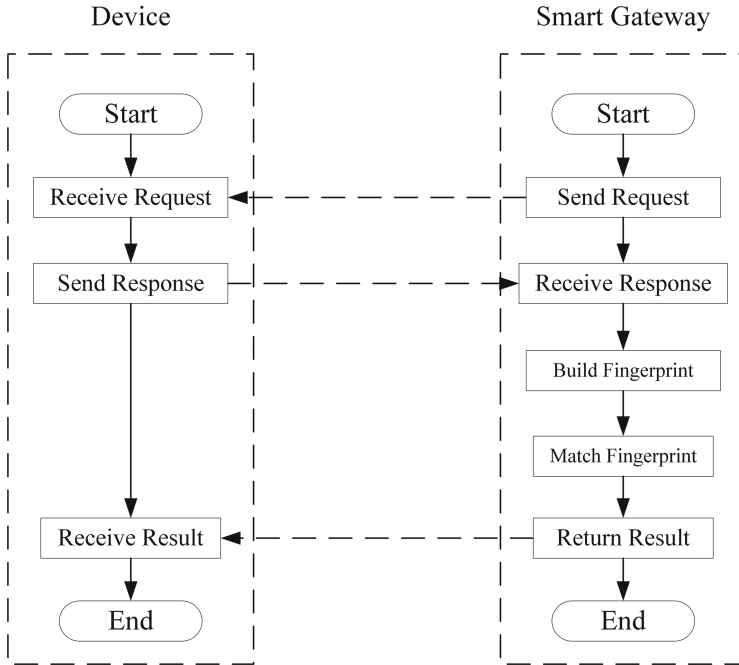 Device
Smart Gateway
Start
Start
Receive Request
Send Request
Send Response
Receive Response
Build Fingerprint
Match Fingerprint
Receive Result
Return Result
End
End